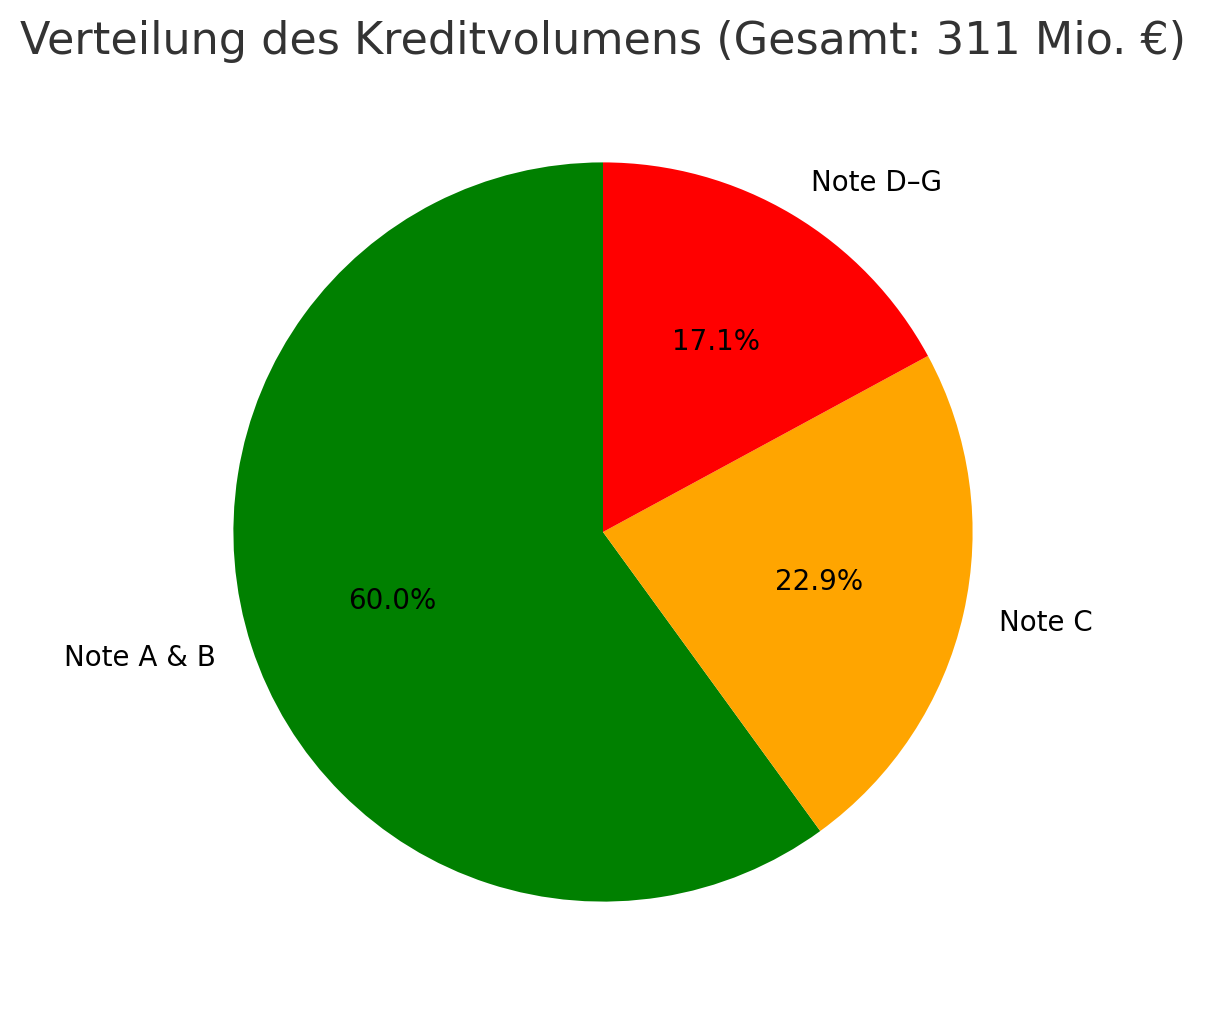 Verteilung des Kreditvolumens (Gesamt: 311 Mio. €)
Note D–G
17.1%
22.9%
60.0%
Note C
Note A & B